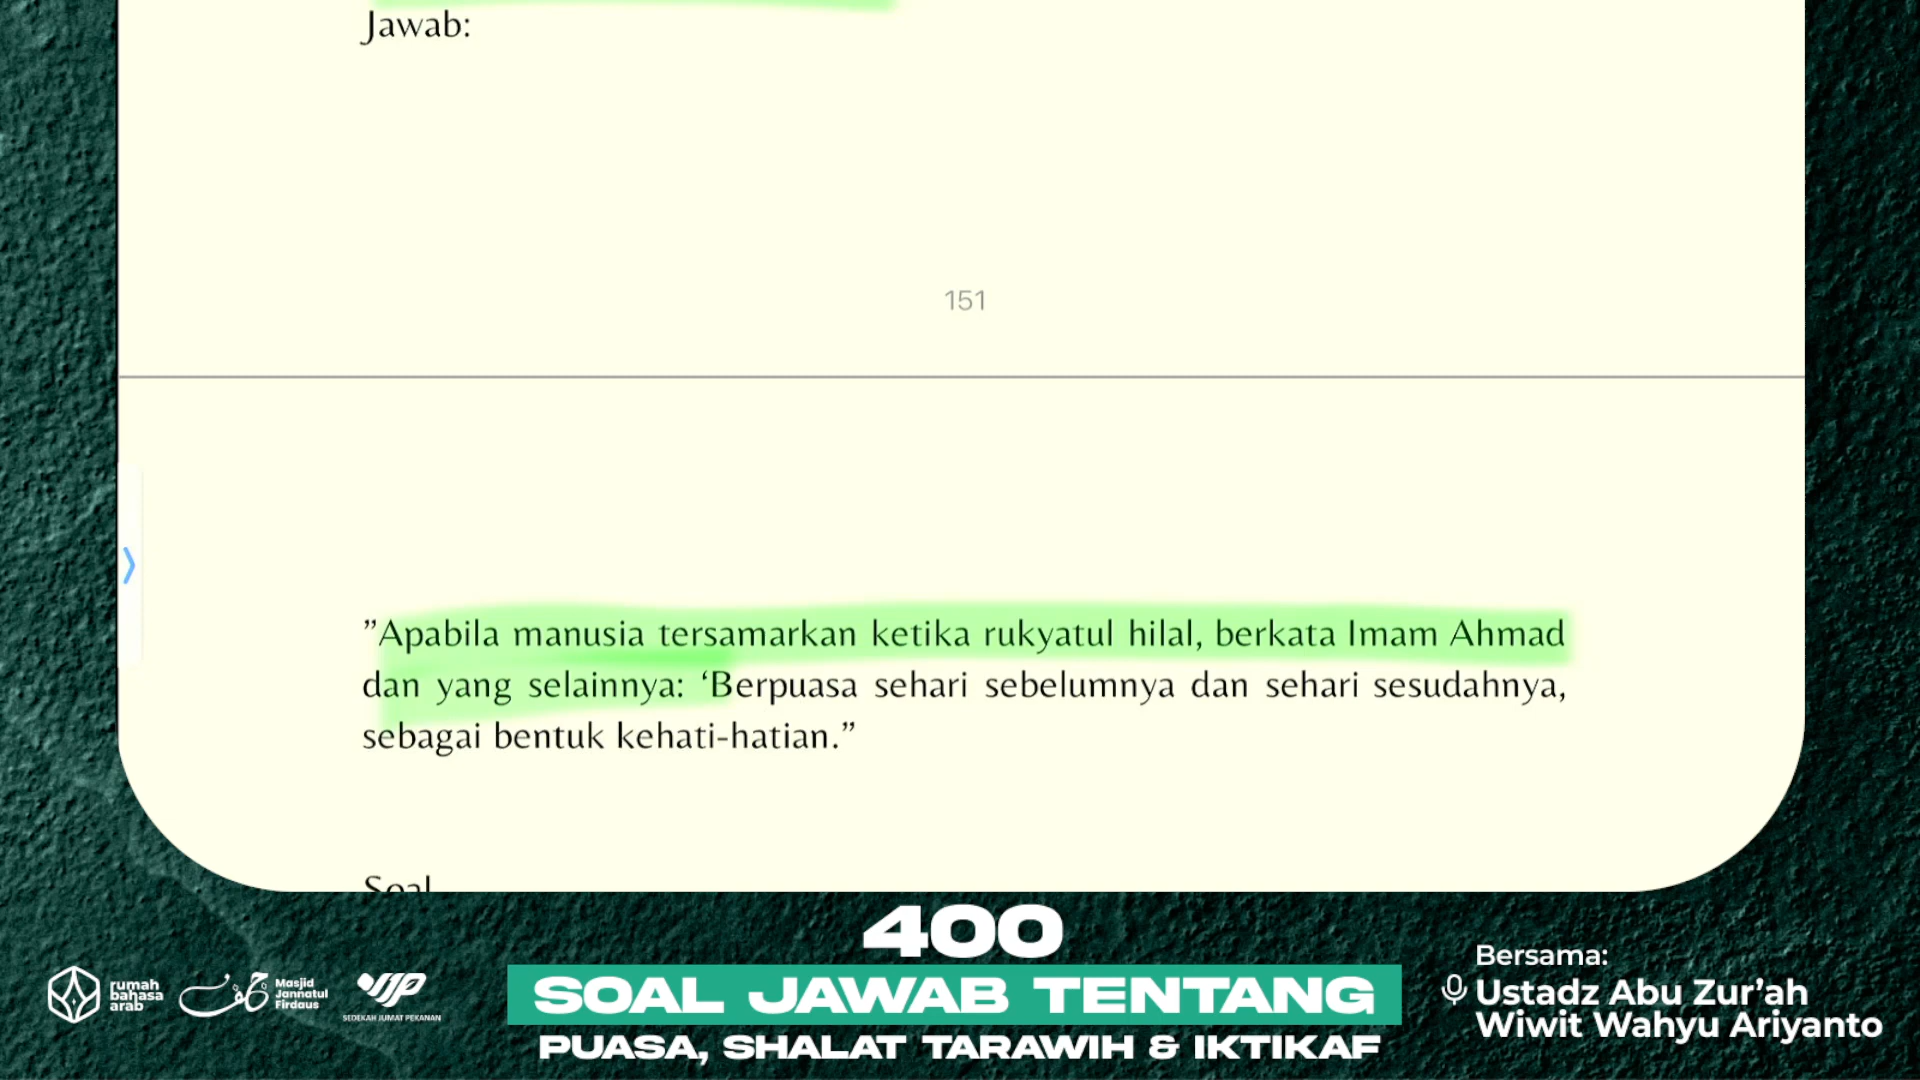 Jawab:
151
”Apabila manusia tersamarkan ketika rukyatul hilal, berkata Imam Ahmad
dan yang selainnya: ‘Berpuasa sehari sebelumnya dan sehari sesudahnya,
sebagai bentuk kehati-hatian.”
Soal
400
SOAL JAWAB TENTANG
PUASA, SHALAT TARAWIH & IKTIKAF
rumah
bahasa
arab
Masjid
Jannatul
Firdaus
SEDEKAH JUMAT PEKANAN
Bersama:
Ustadz Abu Zur’ah
Wiwit Wahyu Ariyanto